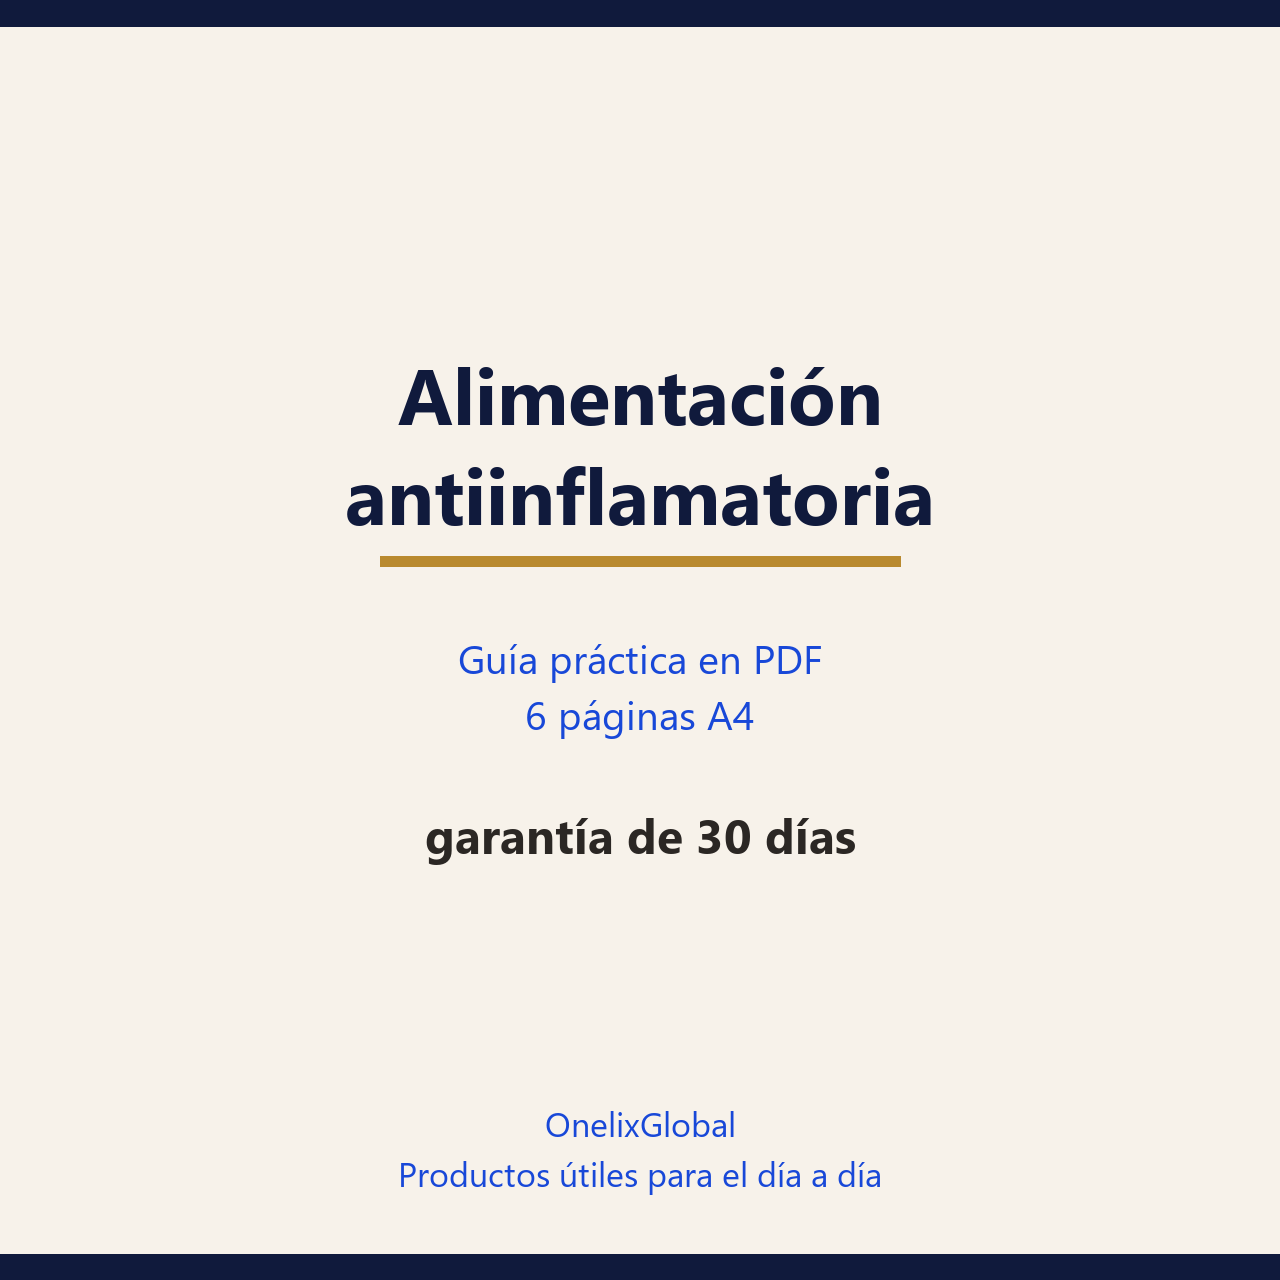 Alimentación
antiinflamatoria
Guía práctica en PDF
6 páginas A4
garantía de 30 días
OnelixGlobal
Productos útiles para el día a día